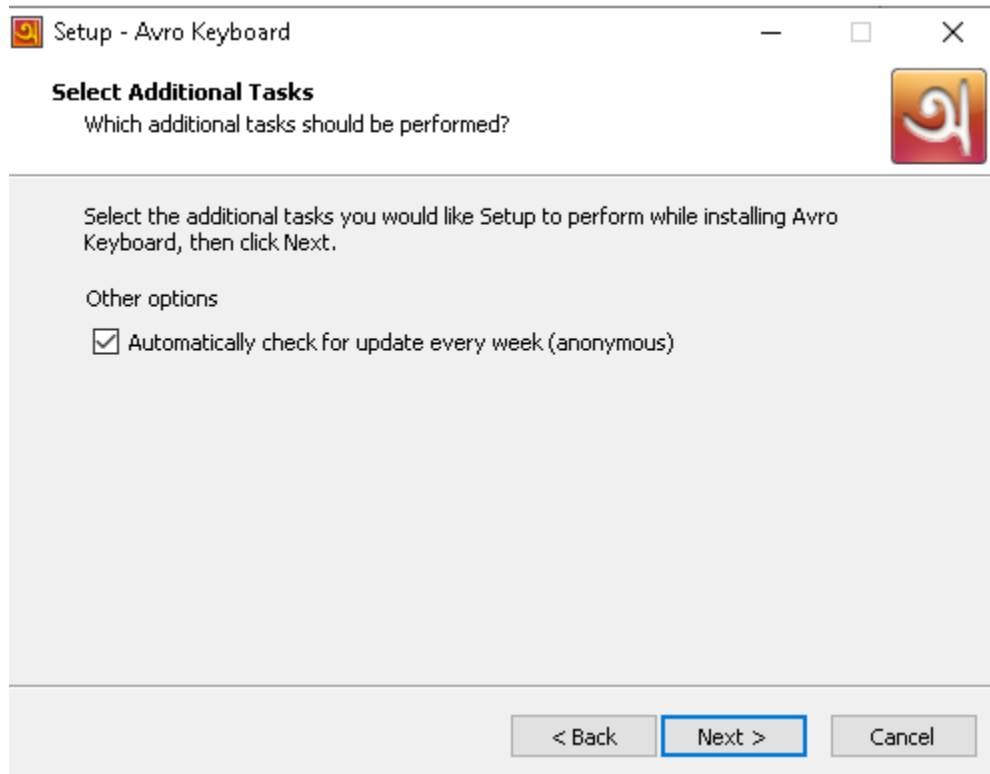 Setup - Avro Keyboard
Select Additional Tasks
Which additional tasks should be performed?
অ
Select the additional tasks you would like Setup to perform while installing Avro
Keyboard, then click Next.
Other options
Automatically check for update every week (anonymous)
< Back
Next >
Cancel